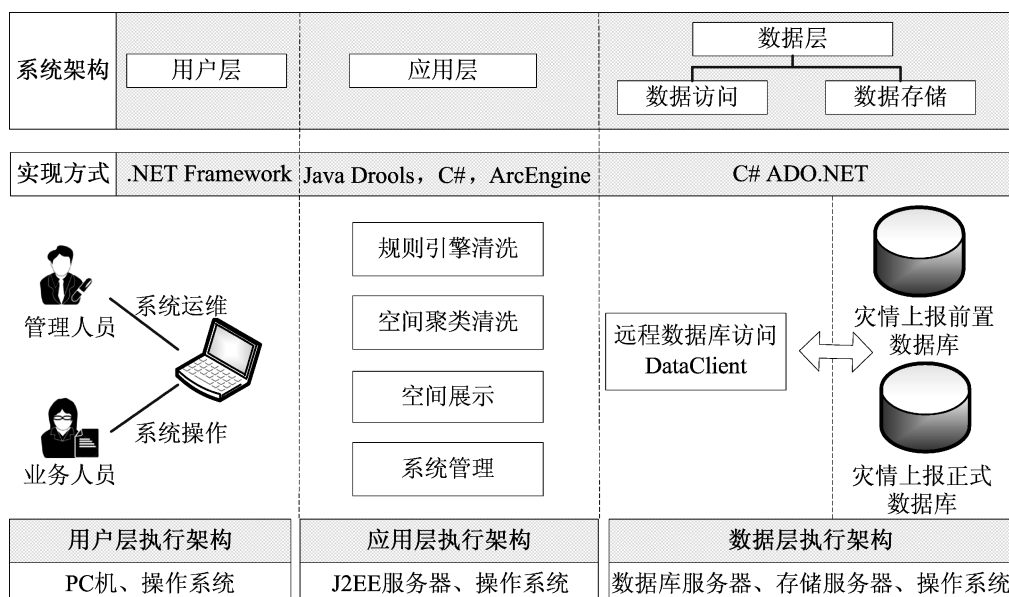 系统架构
用户层
应用层
数据层
数据访问
数据存储
实现方式
.NET Framework
Java Drools，C#，ArcEngine
C# ADO.NET
管理人员
系统运维
业务人员
系统操作
规则引擎清洗
空间聚类清洗
空间展示
系统管理
远程数据库访问
DataClient
灾情上报前置
数据库
灾情上报正式
数据库
用户层执行架构
应用层执行架构
数据层执行架构
PC机、操作系统
J2EE服务器、操作系统
数据库服务器、存储服务器、操作系统